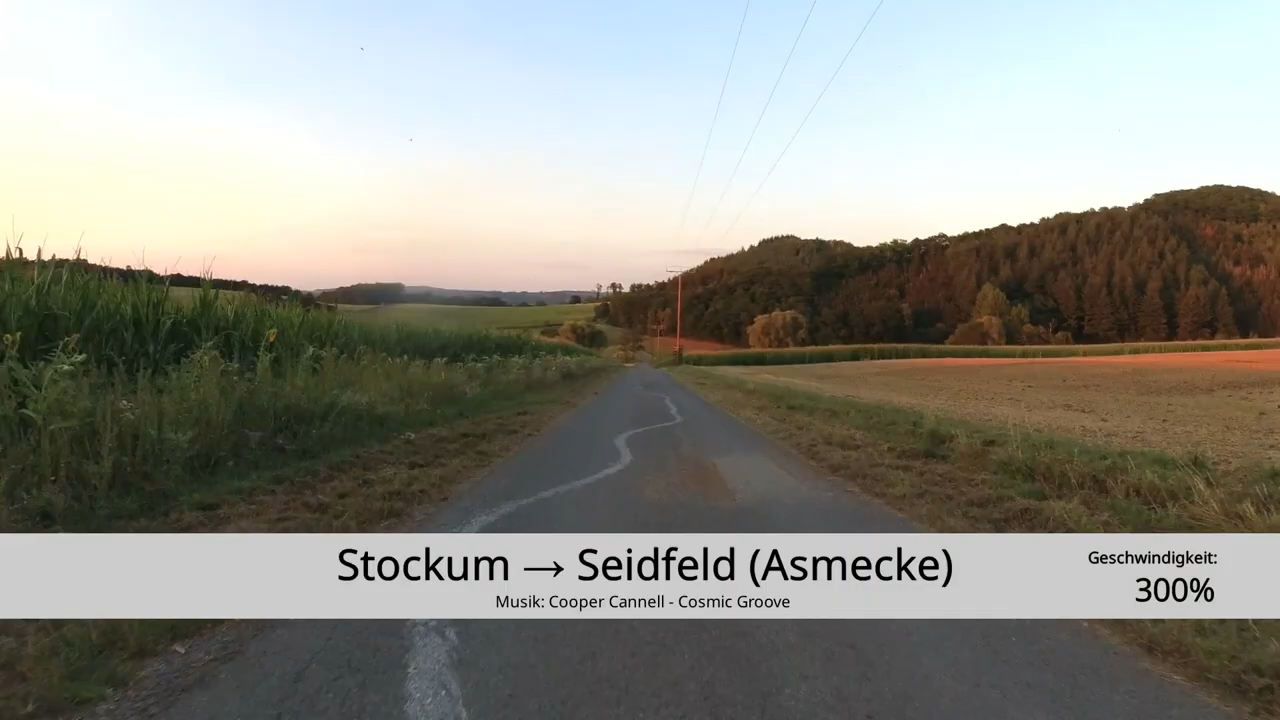 Stockum → Seidfeld (Asmecke)
Musik: Cooper Cannell - Cosmic Groove
Geschwindigkeit:
300%